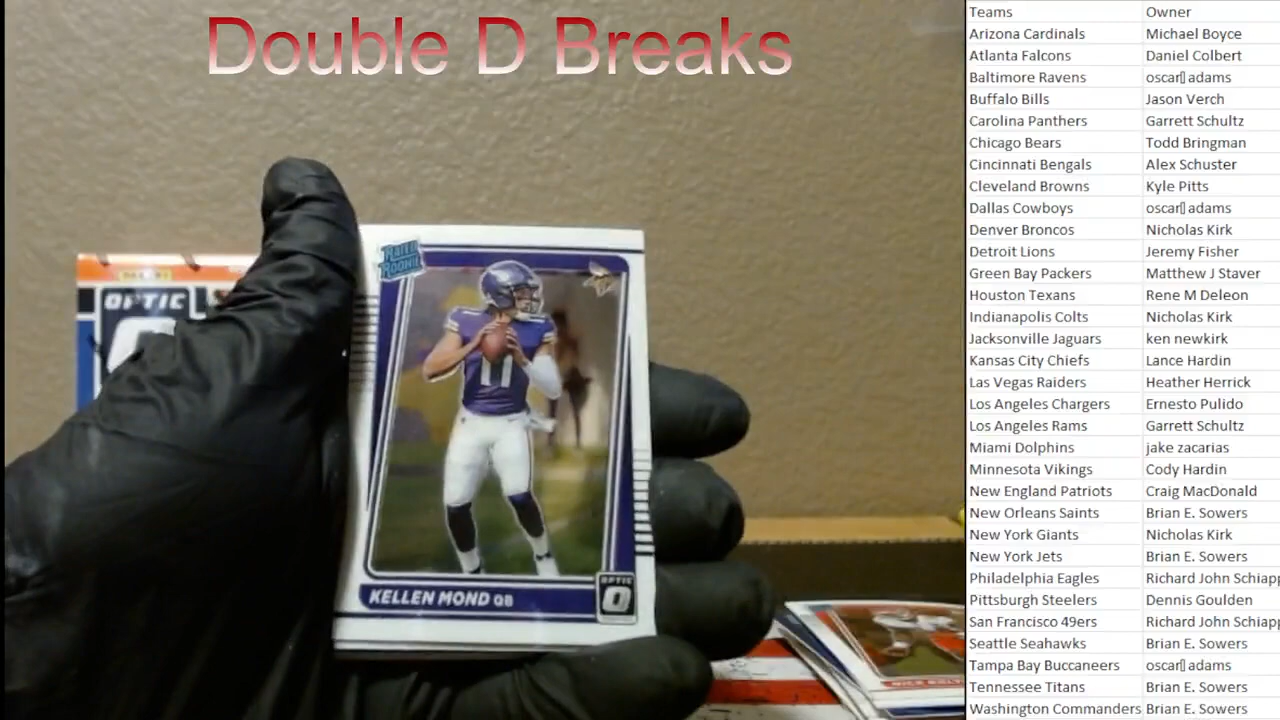 Double D Breaks
Teams Owner
Arizona Cardinals Michael Boyce
Atlanta Falcons Daniel Colbert
Baltimore Ravens oscar▯ adams
Buffalo Bills Jason Verch
Carolina Panthers Garrett Schultz
Chicago Bears Todd Bringman
Cincinnati Bengals Alex Schuster
Cleveland Browns Kyle Pitts
Dallas Cowboys oscar▯ adams
Denver Broncos Nicholas Kirk
Detroit Lions Jeremy Fisher
Green Bay Packers Matthew J Staver
Houston Texans Rene M Deleon
Indianapolis Colts Nicholas Kirk
Jacksonville Jaguars ken newkirk
Kansas City Chiefs Lance Hardin
Las Vegas Raiders Heather Herrick
Los Angeles Chargers Ernesto Pulido
Los Angeles Rams Garrett Schultz
Miami Dolphins jake zacarias
Minnesota Vikings Cody Hardin
New England Patriots Craig MacDonald
New Orleans Saints Brian E. Sowers
New York Giants Nicholas Kirk
New York Jets Brian E. Sowers
Philadelphia Eagles Richard John Schiapp
Pittsburgh Steelers Dennis Goulden
San Francisco 49ers Richard John Schiapp
Seattle Seahawks Brian E. Sowers
Tampa Bay Buccaneers oscar▯ adams
Tennessee Titans Brian E. Sowers
Washington Commanders Brian E. Sowers
RATED
ROOKIE
11
KELLEN MOND QB
OPTIC
O
OPTIC